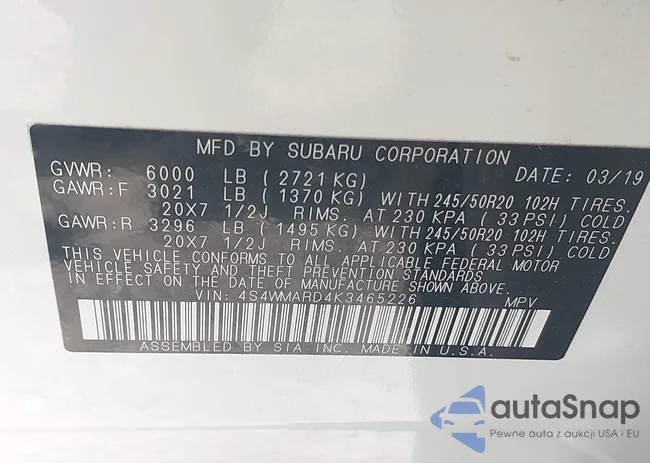 MFD BY SUBARU CORPORATION
GVWR: 6000 LB ( 2721 KG) DATE: 03/19
GAWR:F 3021 LB ( 1370 KG) WITH 245/50R20 102H TIRES.
20X7 1/2J RIMS. AT 230 KPA ( 33 PSI) COLD
GAWR:R 3296 LB ( 1495 KG) WITH 245/50R20 102H TIRES.
20X7 1/2J RIMS. AT 230 KPA ( 33 PSI) COLD
THIS VEHICLE CONFORMS TO ALL APPLICABLE FEDERAL MOTOR
VEHICLE SAFETY AND THEFT PREVENTION STANDARDS
IN EFFECT ON THE DATE OF MANUFACTURE SHOWN ABOVE.
VIN: 4S4WMARD4K3465226 MPV
ASSEMBLED BY SIA INC. MADE IN U.S.A.
autaSnap
Pewne auta z aukcji USA i EU